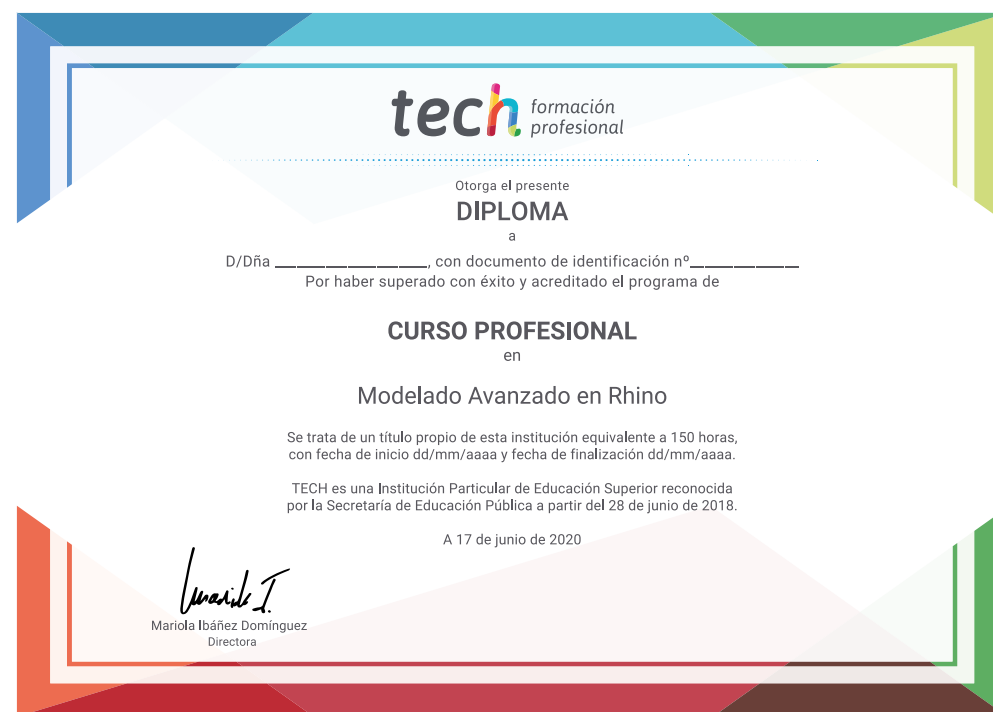 tech formación
profesional
Otorga el presente
DIPLOMA
a
D/Dña ____________________, con documento de identificación nº______________
Por haber superado con éxito y acreditado el programa de
CURSO PROFESIONAL
en
Modelado Avanzado en Rhino
Se trata de un título propio de esta institución equivalente a 150 horas,
con fecha de inicio dd/mm/aaaa y fecha de finalización dd/mm/aaaa.
TECH es una Institución Particular de Educación Superior reconocida
por la Secretaría de Educación Pública a partir del 28 de junio de 2018.
A 17 de junio de 2020
Mariola Ibáñez Domínguez
Directora